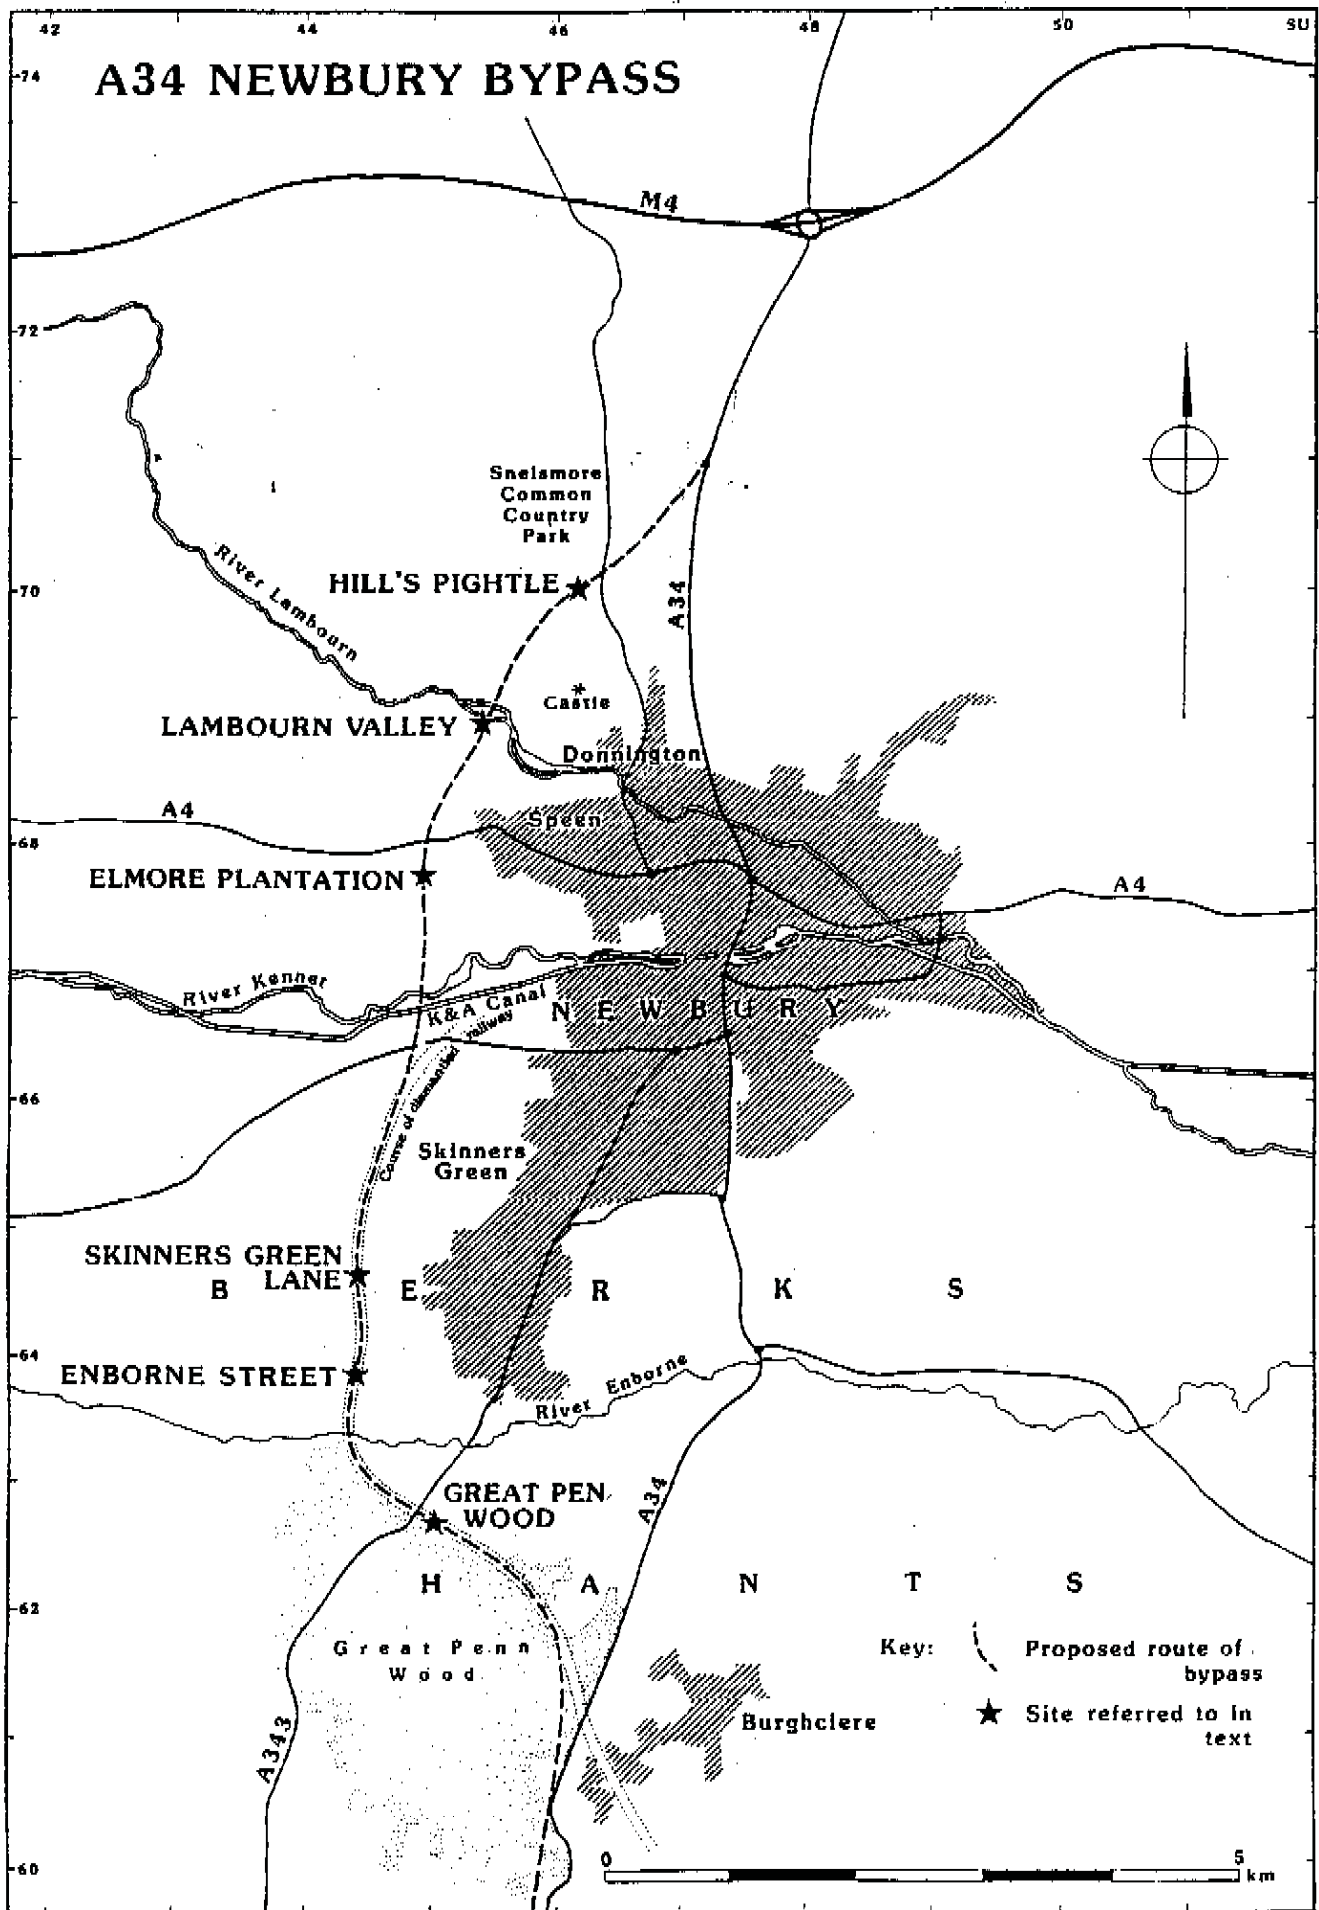 42 44 46 48 50 SU
74
A34 NEWBURY BYPASS
M4
72
Snelsmore
Common
Country
Park
River Lambourn
HILL'S PIGHTLE
70
A34
Castle
LAMBOURN VALLEY
Donnington
A4
Speen
68
ELMORE PLANTATION
A4
River Kennet
K&A Canal
NEWBURY
Course of dismantled railway
66
Skinners
Green
SKINNERS GREEN
LANE
BERKS
64
ENBORNE STREET
River Enborne
GREAT PEN
WOOD
A34
HANTS
62
Great Penn
Wood
Key:
Proposed route of
bypass
Site referred to in
text
Burghclere
A343
60
0 5
km